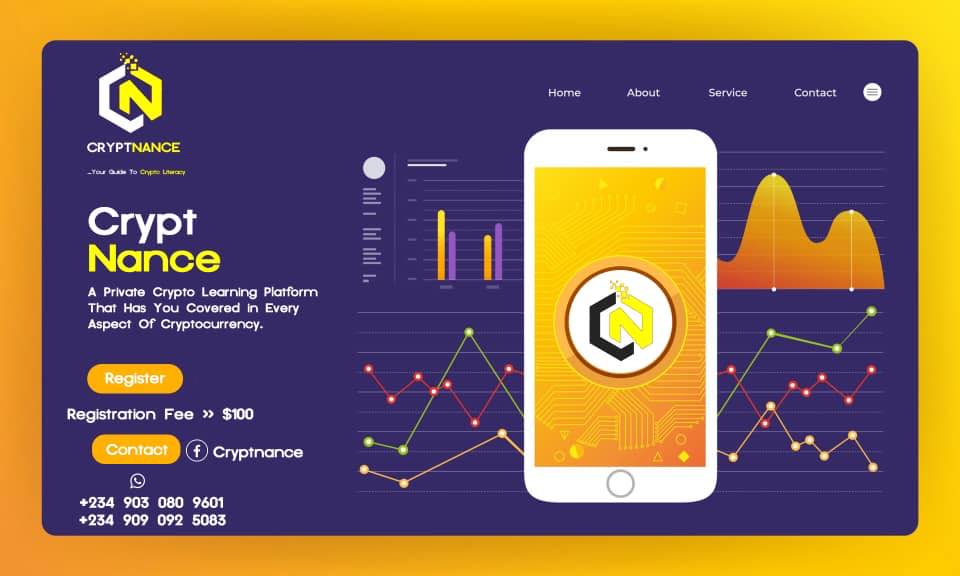 CRYPTNANCE
...Your Guide To Crypto Literacy
Home About Service Contact
Crypt
Nance
A Private Crypto Learning Platform
That Has You Covered in Every
Aspect Of Cryptocurrency.
Register
Registration Fee » $100
Contact Cryptnance
+234 903 080 9601
+234 909 092 5083